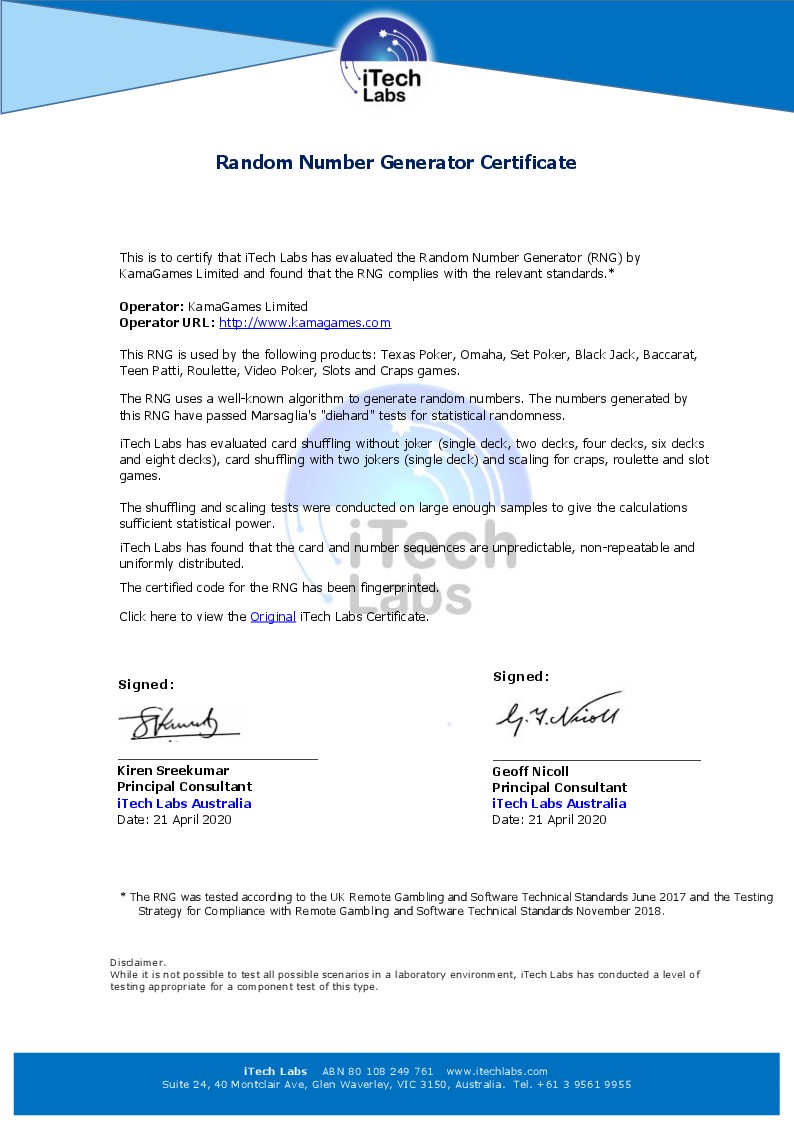 iTech
Labs
Random Number Generator Certificate
This is to certify that iTech Labs has evaluated the Random Number Generator (RNG) by
KamaGames Limited and found that the RNG complies with the relevant standards.*
Operator: KamaGames Limited
Operator URL: http://www.kamagames.com
This RNG is used by the following products: Texas Poker, Omaha, Set Poker, Black Jack, Baccarat,
Teen Patti, Roulette, Video Poker, Slots and Craps games.
The RNG uses a well-known algorithm to generate random numbers. The numbers generated by
this RNG have passed Marsaglia's "diehard" tests for statistical randomness.
iTech Labs has evaluated card shuffling without joker (single deck, two decks, four decks, six decks
and eight decks), card shuffling with two jokers (single deck) and scaling for craps, roulette and slot
games.
The shuffling and scaling tests were conducted on large enough samples to give the calculations
sufficient statistical power.
iTech Labs has found that the card and number sequences are unpredictable, non-repeatable and
uniformly distributed.
The certified code for the RNG has been fingerprinted.
Click here to view the Original iTech Labs Certificate.
iTech
Labs
Signed:
Kiren Sreekumar
Principal Consultant
iTech Labs Australia
Date: 21 April 2020
Signed:
G.F. Nicoll
Geoff Nicoll
Principal Consultant
iTech Labs Australia
Date: 21 April 2020
* The RNG was tested according to the UK Remote Gambling and Software Technical Standards June 2017 and the Testing
Strategy for Compliance with Remote Gambling and Software Technical Standards November 2018.
Disclaimer.
While it is not possible to test all possible scenarios in a laboratory environment, iTech Labs has conducted a level of
testing appropriate for a component test of this type.
iTech Labs ABN 80 108 249 761 www.itechlabs.com
Suite 24, 40 Montclair Ave, Glen Waverley, VIC 3150, Australia. Tel. +61 3 9561 9955